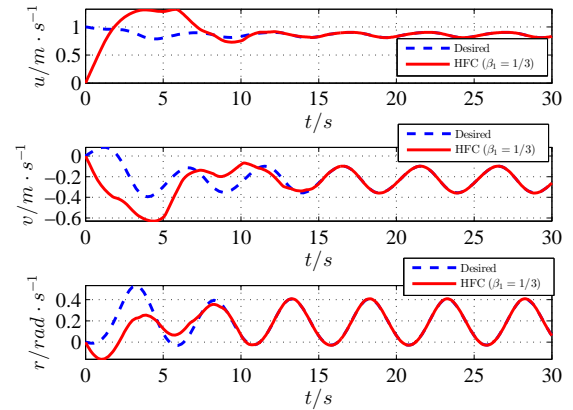 u/m · s⁻¹
1
0.5
0
Desired
HFC (β₁ = 1/3)
0 5 10 15 20 25 30
t/s
v/m · s⁻¹
0
−0.2
−0.4
−0.6
Desired
HFC (β₁ = 1/3)
0 5 10 15 20 25 30
t/s
r/rad · s⁻¹
0.4
0.2
0
Desired
HFC (β₁ = 1/3)
0 5 10 15 20 25 30
t/s